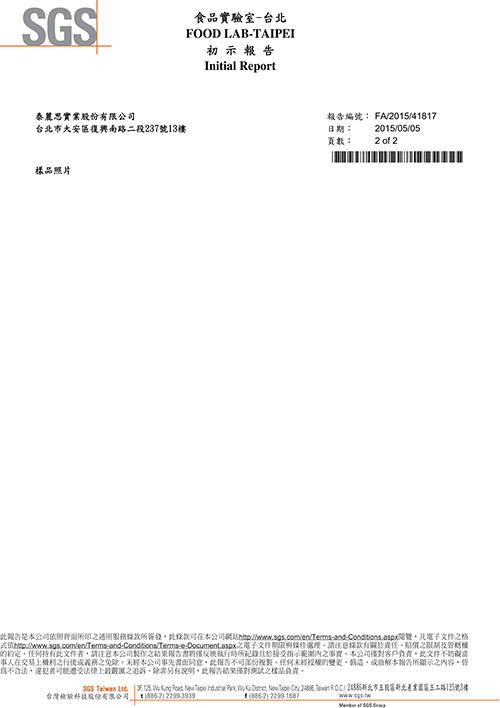 SGS
食品實驗室-台北
FOOD LAB-TAIPEI
初示報告
Initial Report
泰麗思實業股份有限公司
台北市大安區復興南路二段237號13樓
報告編號： FA/2015/41817
日期： 2015/05/05
頁數： 2 of 2
樣品照片
此報告是本公司依照背面所印之通用服務條款所簽發，此條款可在本公司網站http://www.sgs.com/en/Terms-and-Conditions.aspx閱覽，凡電子文件之格
式依http://www.sgs.com/en/Terms-and-Conditions/Terms-e-Document.aspx之電子文件期限與條件處理。請注意條款有關於責任、賠償之限制及管轄權
的約定。任何持有此文件者，請注意本公司製作之結果報告書將僅反映執行時所紀錄且於接受指示範圍內之事實。本公司僅對客戶負責，此文件不妨礙當
事人在交易上權利之行使或義務之免除。未經本公司事先書面同意，此報告不可部份複製。任何未經授權的變更、偽造、或曲解本報告所顯示之內容，皆
為不合法，違犯者可能遭受法律上最嚴厲之追訴。除非另有說明，此報告結果僅對測試之樣品負責。
SGS Taiwan Ltd. 3F, 125, Wu Kung Road, New Taipei Industrial Park, Wu Ku District, New Taipei City, 24886, Taiwan R.O.C./ 24886新北市五股區新北產業園區五工路125號3樓
台灣檢驗科技股份有限公司 t (886-2) 2299-3939 f (886-2) 2299-1687 www.sgs.tw
Member of SGS Group